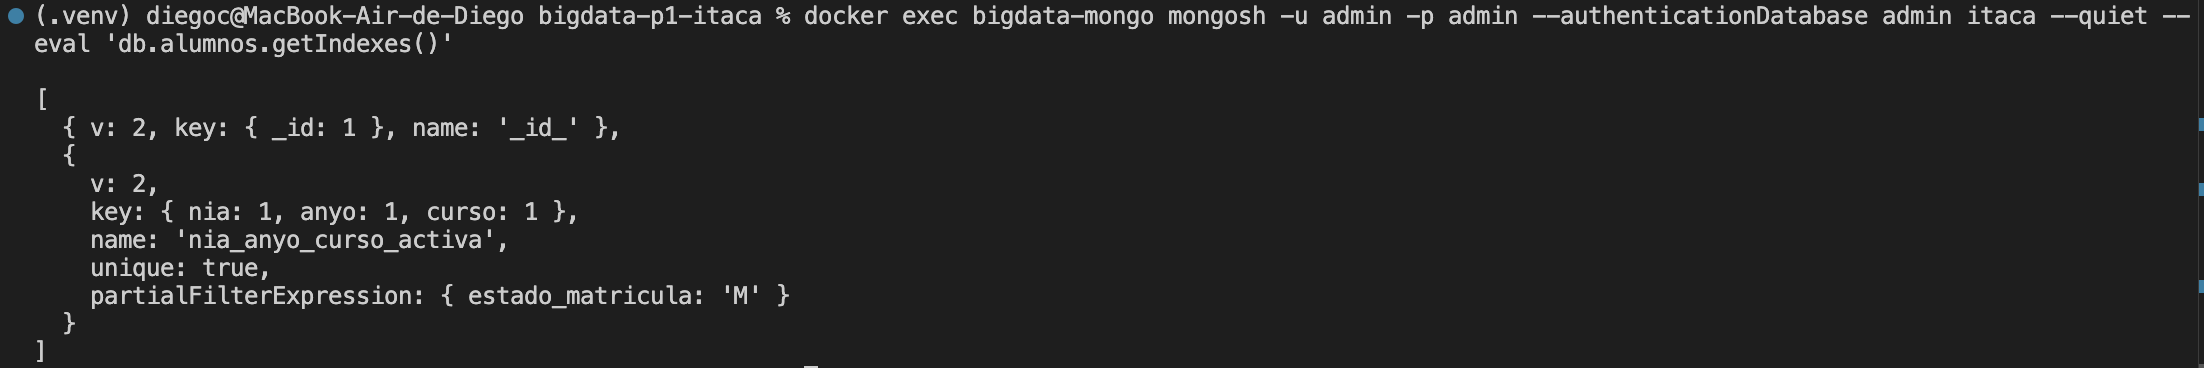 (.venv) diegoc@MacBook-Air-de-Diego bigdata-p1-itaca % docker exec bigdata-mongo mongosh -u admin -p admin --authenticationDatabase admin itaca --quiet --
eval 'db.alumnos.getIndexes()'
[
  { v: 2, key: { _id: 1 }, name: '_id_' },
  {
    v: 2,
    key: { nia: 1, anyo: 1, curso: 1 },
    name: 'nia_anyo_curso_activa',
    unique: true,
    partialFilterExpression: { estado_matricula: 'M' }
  }
]